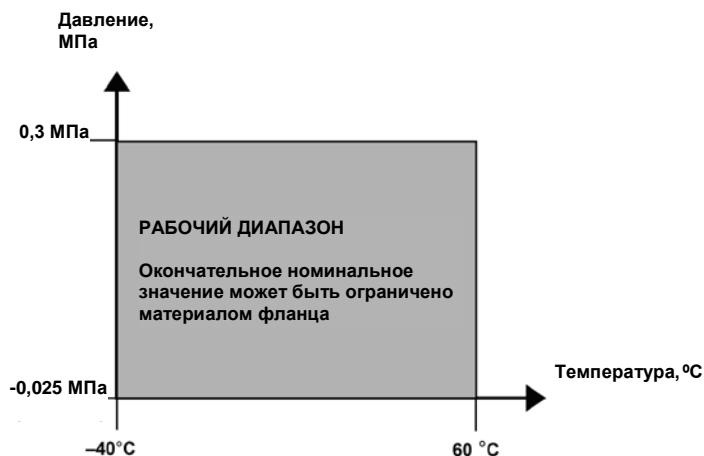 Давление,
МПа
0,3 МПа
РАБОЧИЙ ДИАПАЗОН
Окончательное номинальное
значение может быть ограничено
материалом фланца
Температура, ºC
-0,025 МПа
–40°C
60 °C